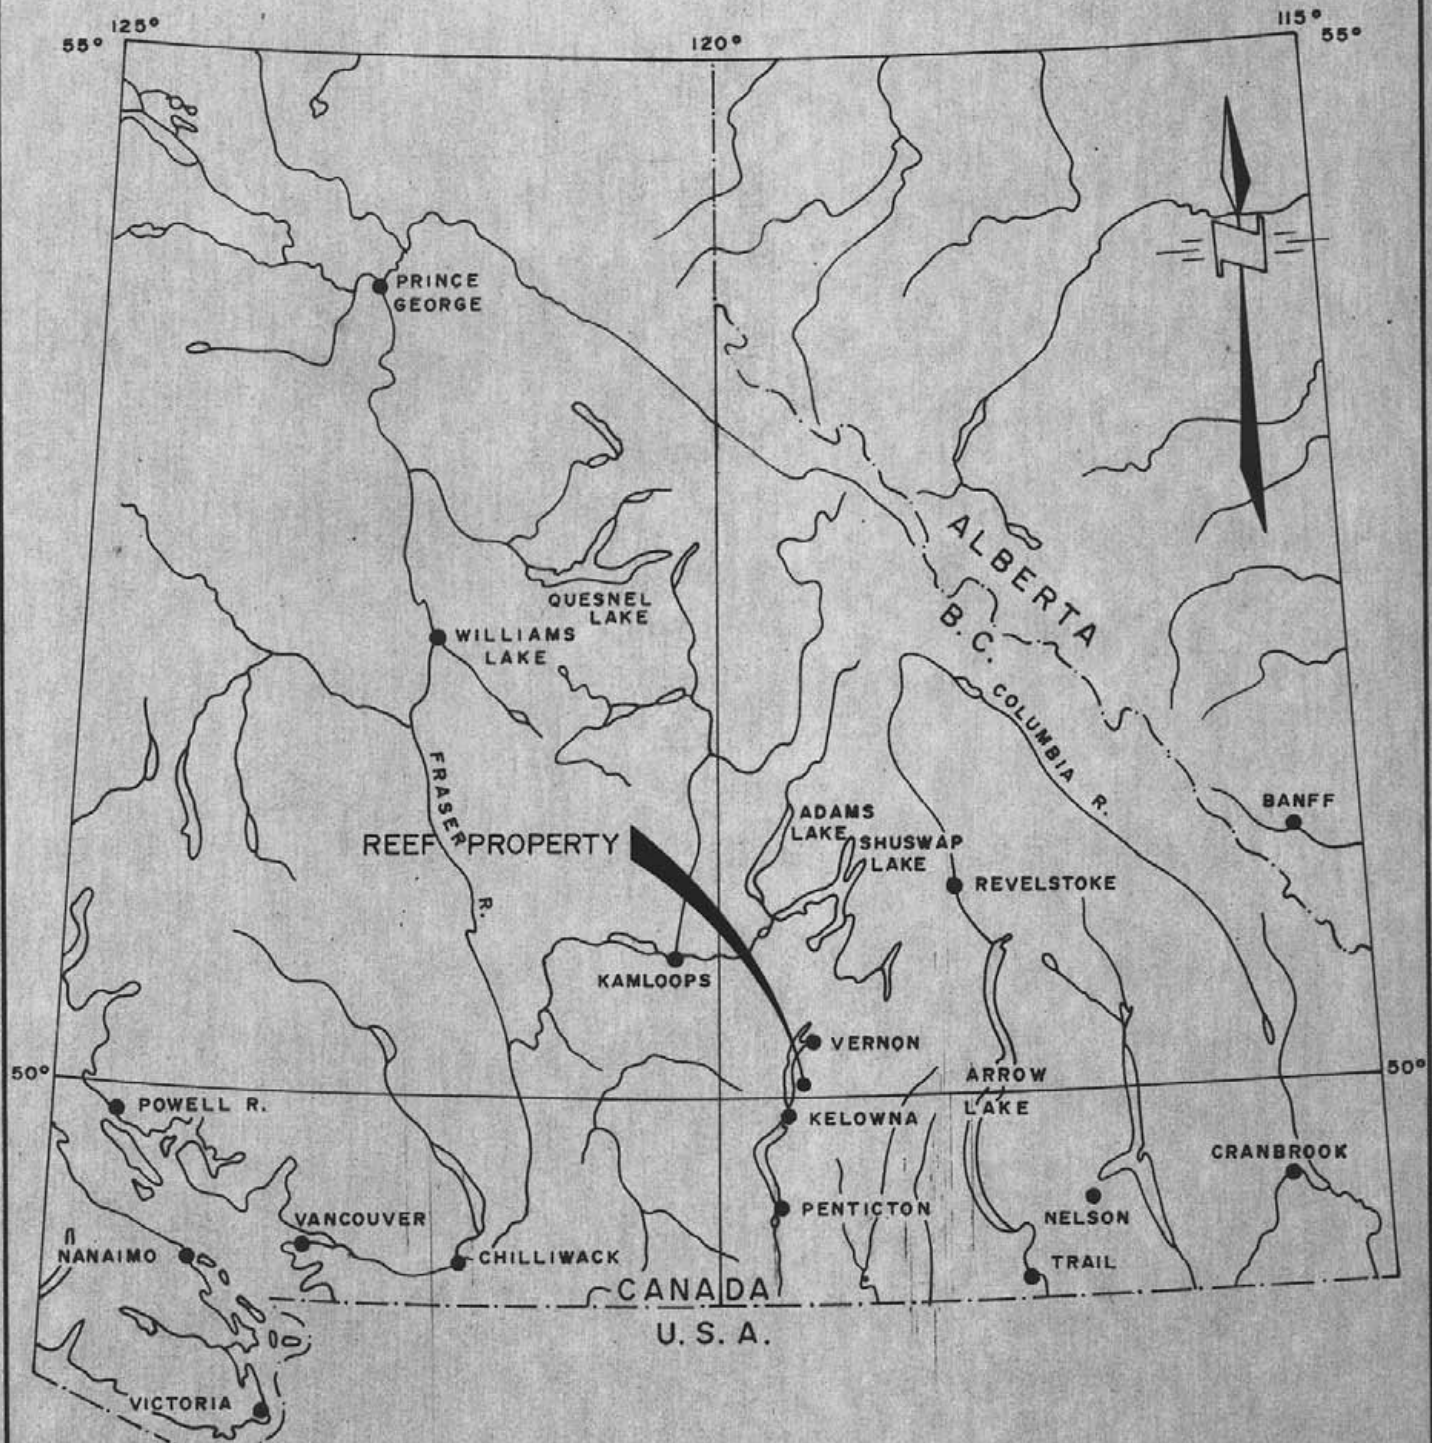 125°
55°
120°
115°
55°
PRINCE
GEORGE
ALBERTA
B.C.
QUESNEL
LAKE
WILLIAMS
LAKE
COLUMBIA R.
FRASER R.
BANFF
ADAMS
LAKE
SHUSWAP
LAKE
REEF PROPERTY
REVELSTOKE
KAMLOOPS
VERNON
50°
ARROW
LAKE
50°
POWELL R.
KELOWNA
CRANBROOK
PENTICTON
NELSON
VANCOUVER
NANAIMO
CHILLIWACK
TRAIL
CANADA
U.S.A.
VICTORIA